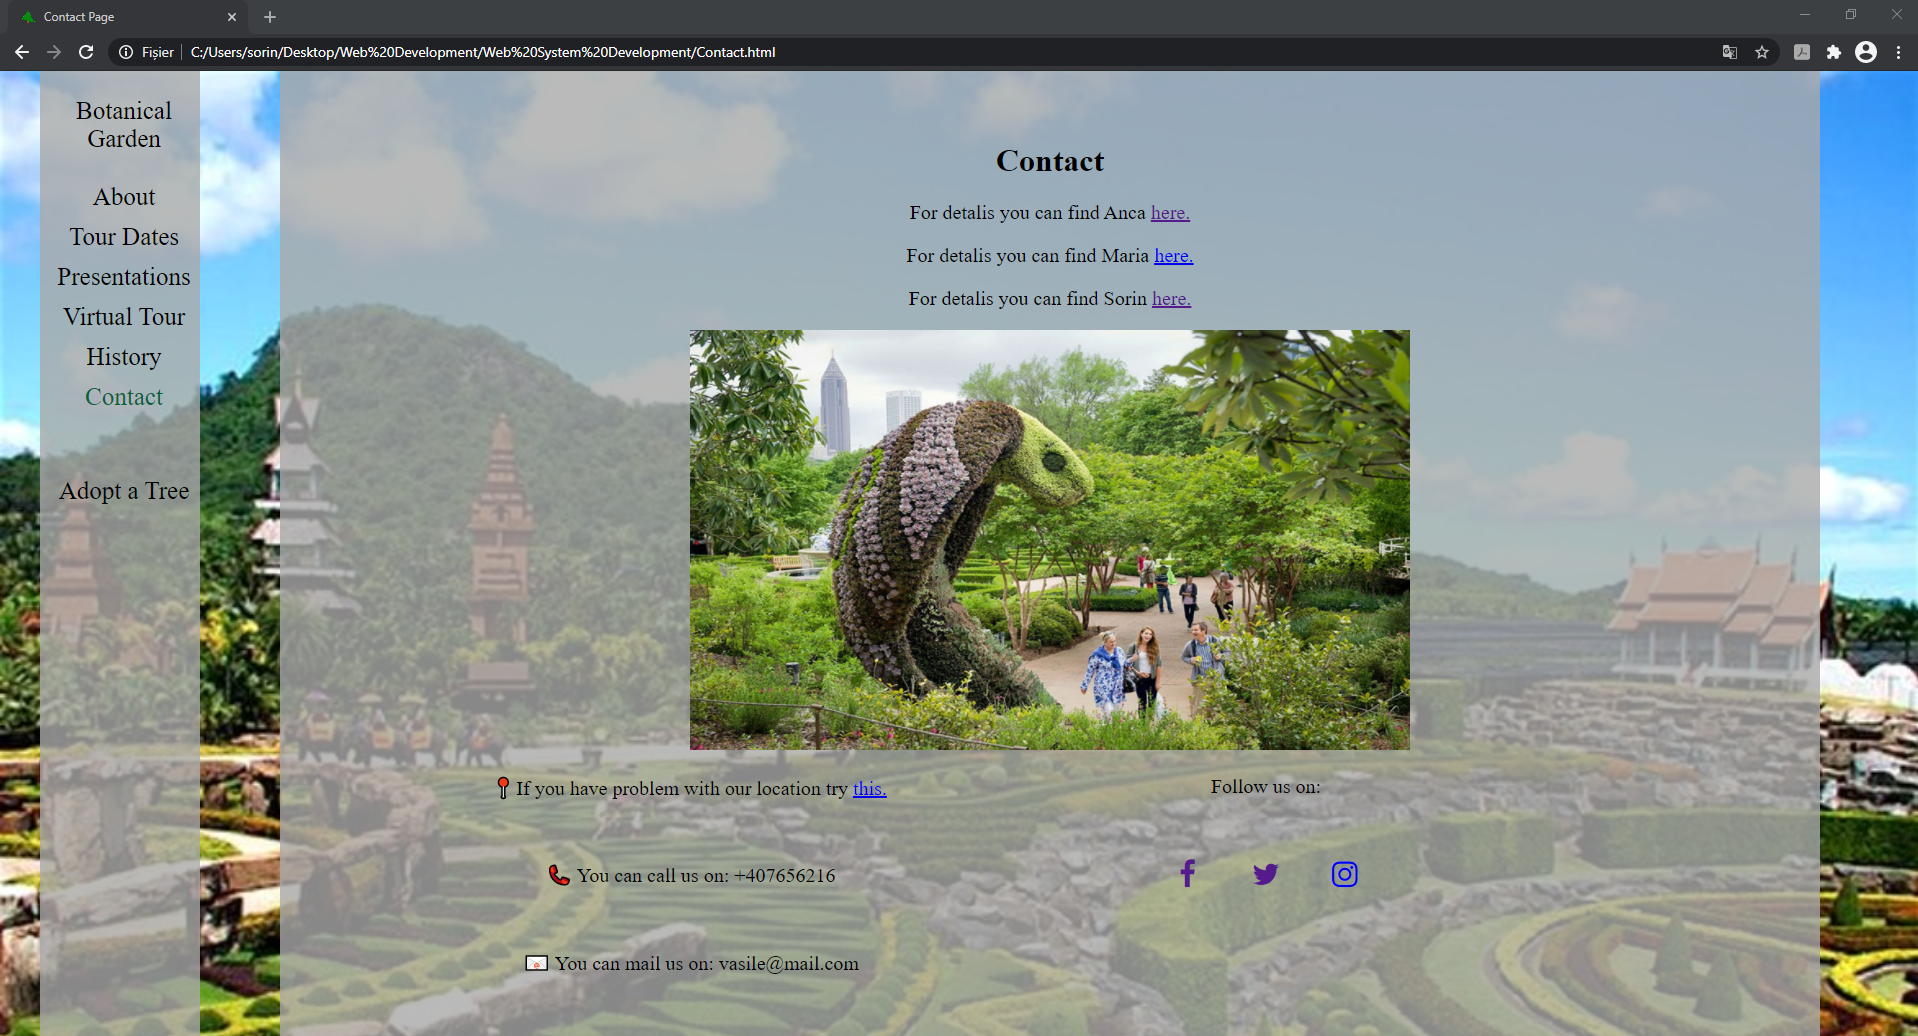 Contact Page
Fișier
C:/Users/sorin/Desktop/Web%20Development/Web%20System%20Development/Contact.html
Botanical
Garden
About
Tour Dates
Presentations
Virtual Tour
History
Contact
Adopt a Tree
Contact
For detalis you can find Anca here.
For detalis you can find Maria here.
For detalis you can find Sorin here.
If you have problem with our location try this.
You can call us on: +407656216
You can mail us on: vasile@mail.com
Follow us on: